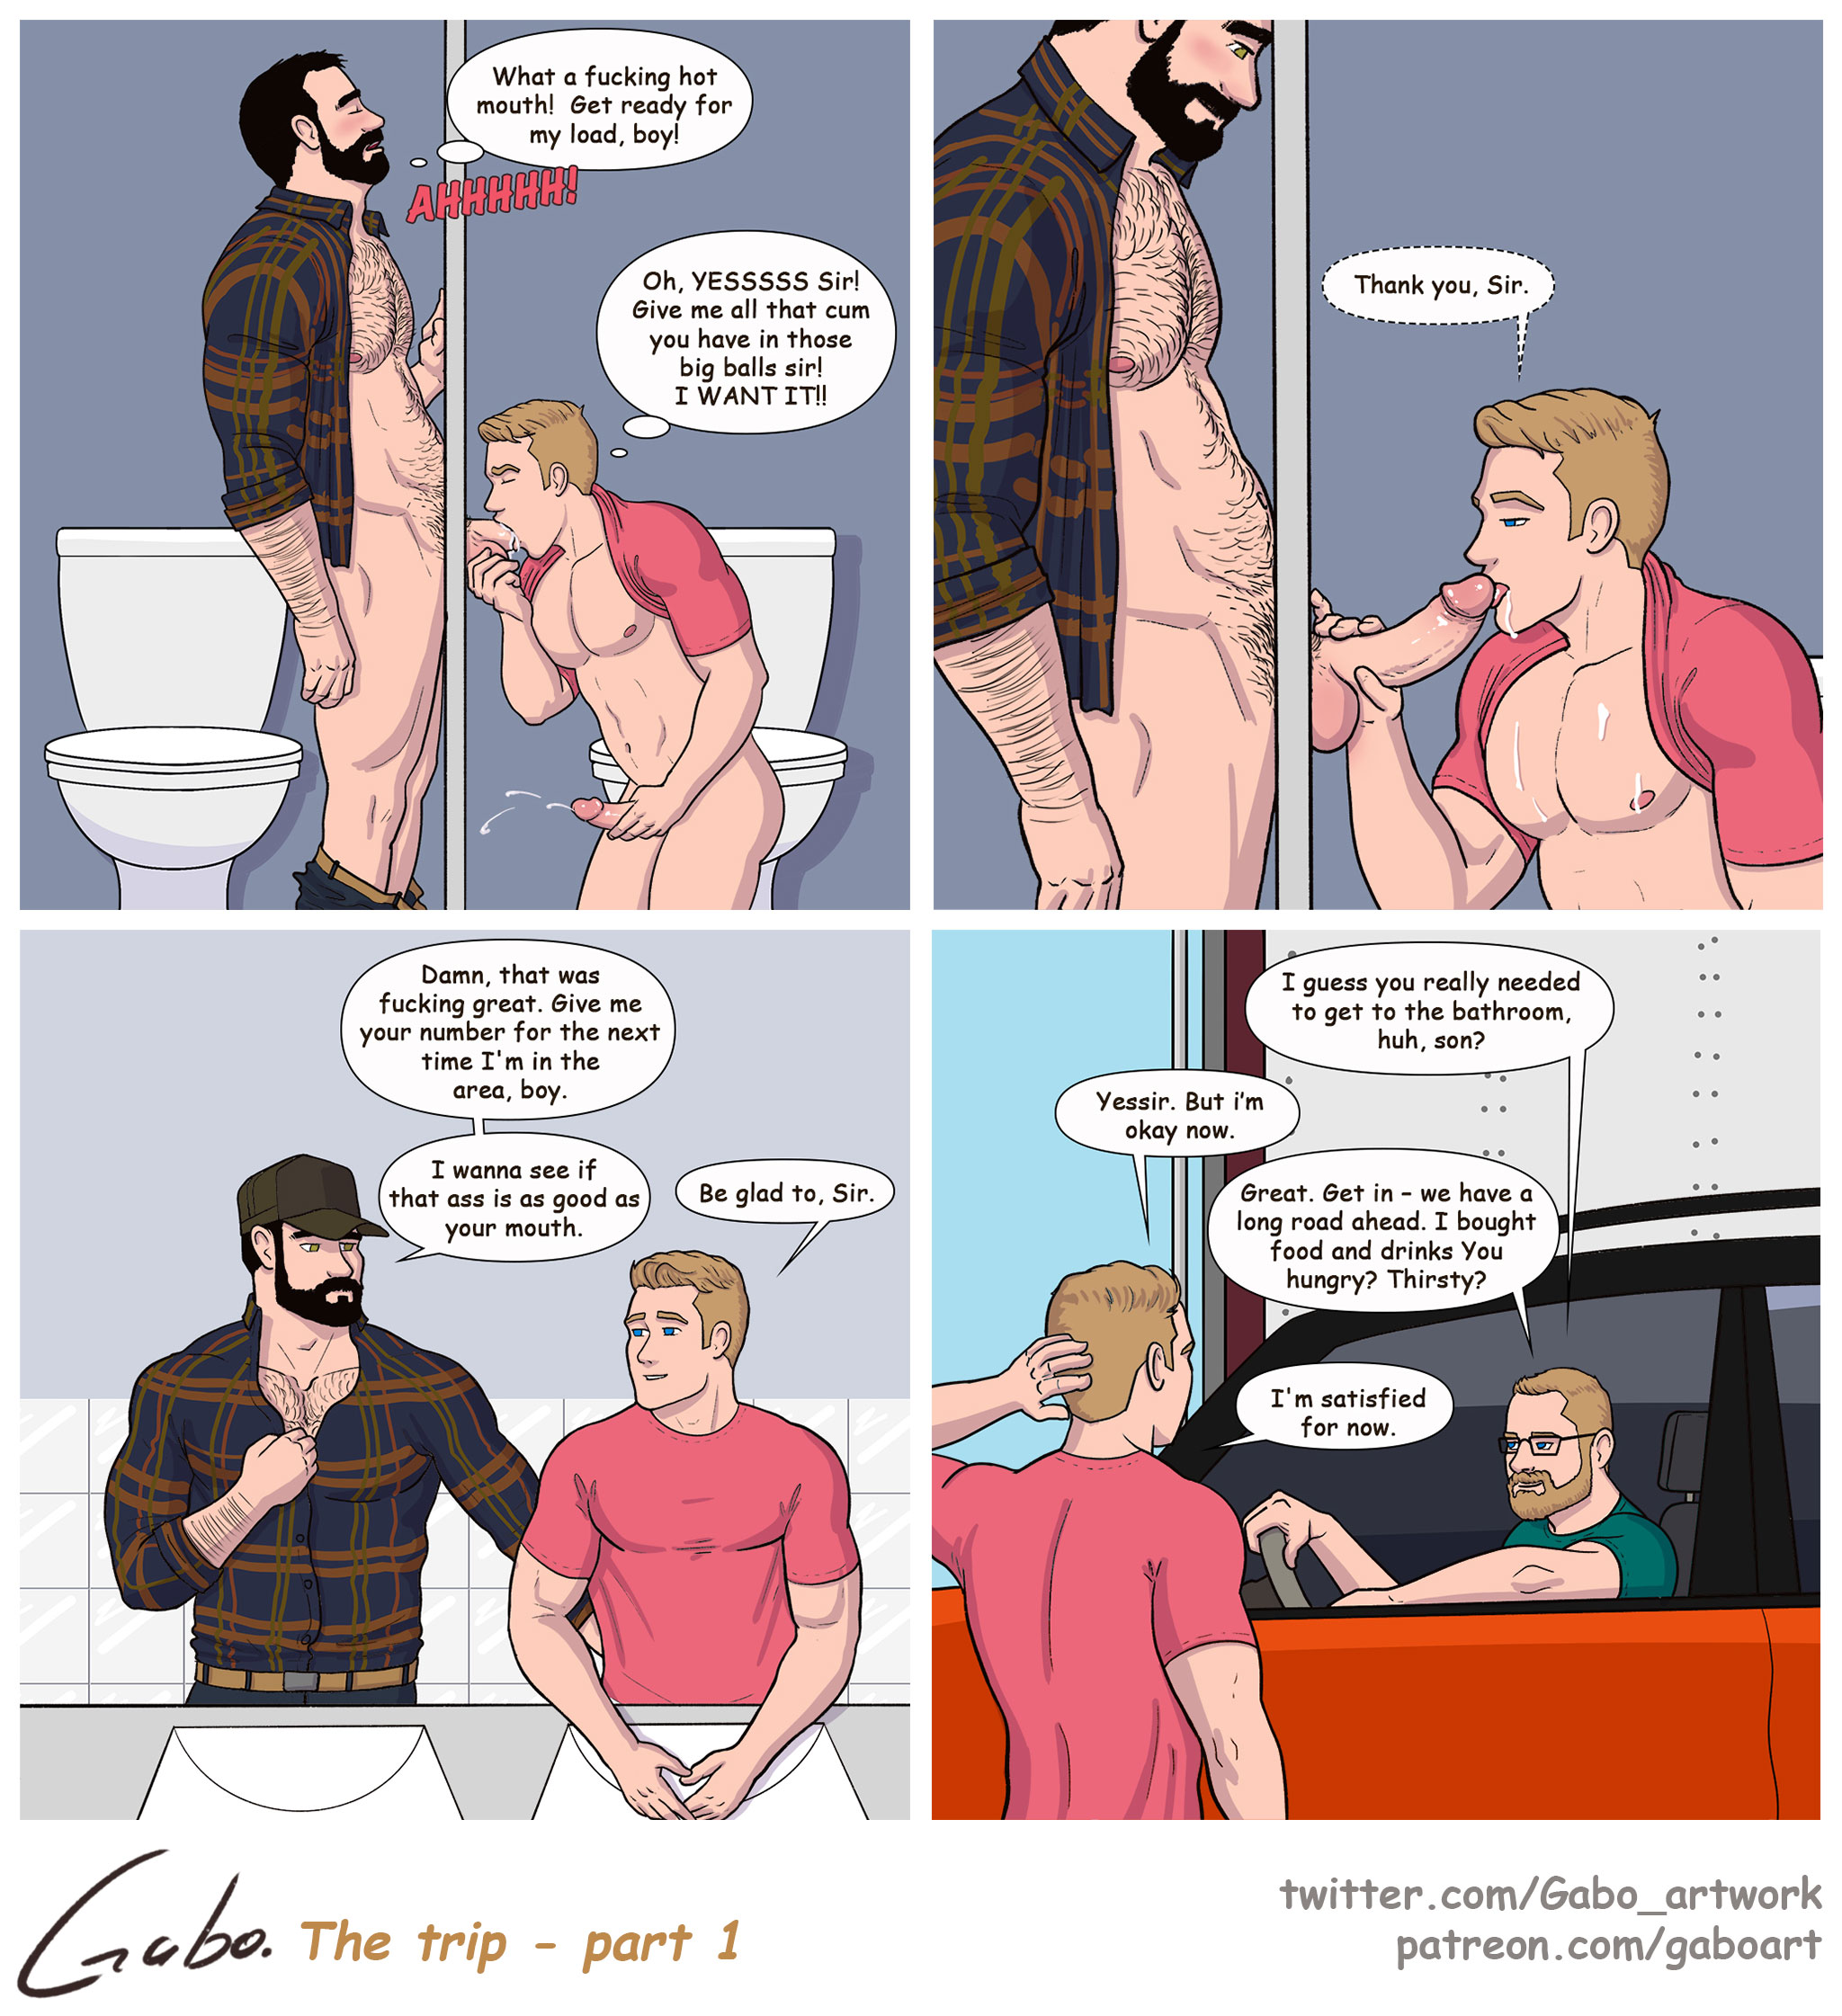 What a fucking hot
mouth! Get ready for
my load, boy!
AHHHHH!
Oh, YESSSSS Sir!
Give me all that cum
you have in those
big balls sir!
I WANT IT!!
Thank you, Sir.
Damn, that was
fucking great. Give me
your number for the next
time I'm in the
area, boy.
I wanna see if
that ass is as good as
your mouth.
Be glad to, Sir.
I guess you really needed
to get to the bathroom,
huh, son?
Yessir. But i'm
okay now.
Great. Get in – we have a
long road ahead. I bought
food and drinks You
hungry? Thirsty?
I'm satisfied
for now.
Gabo. The trip - part 1
twitter.com/Gabo_artwork
patreon.com/gaboart